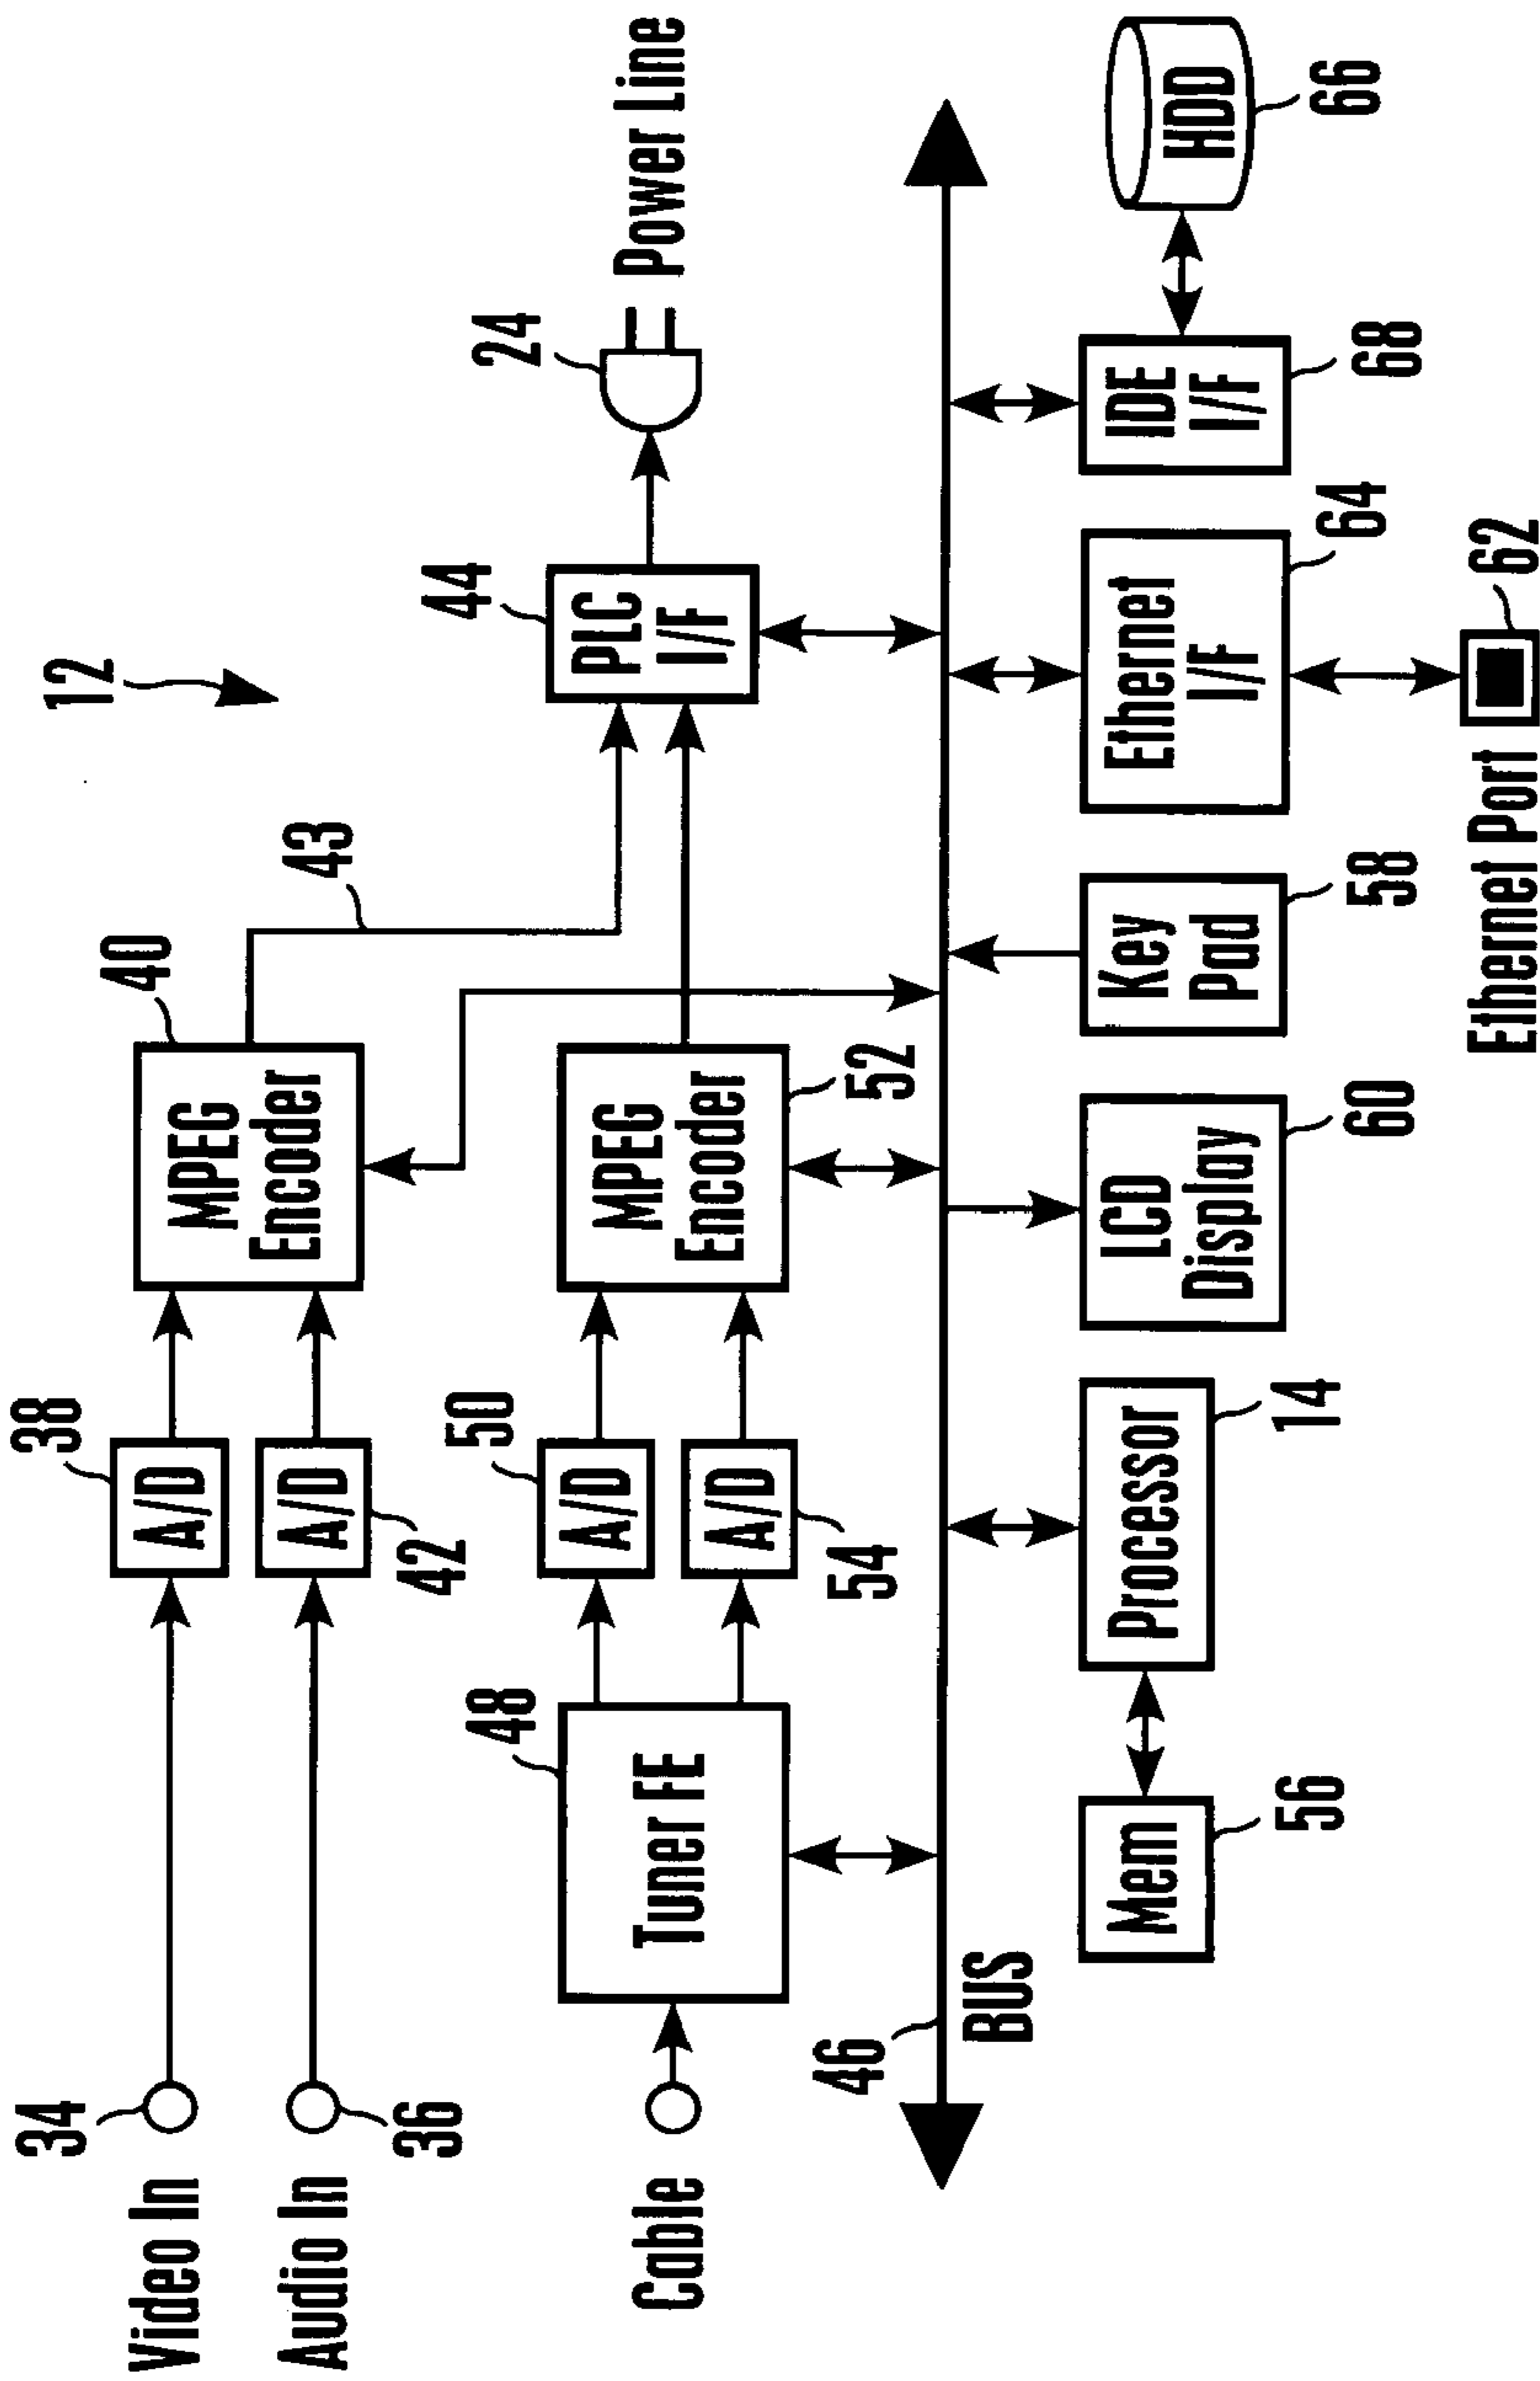 12
34
Video In
38
A/D
40
MPEG
Encoder
43
Audio In
36
A/D
42
44
PLC
I/F
24
Power Line
Cable
48
Tuner FE
50
A/D
A/D
54
MPEG
Encoder
52
46
BUS
Mem
56
Processor
14
LCD
Display
60
Key
Pad
58
Ethernet
I/F
64
IDE
I/F
68
HDD
66
Ethernet Port
62